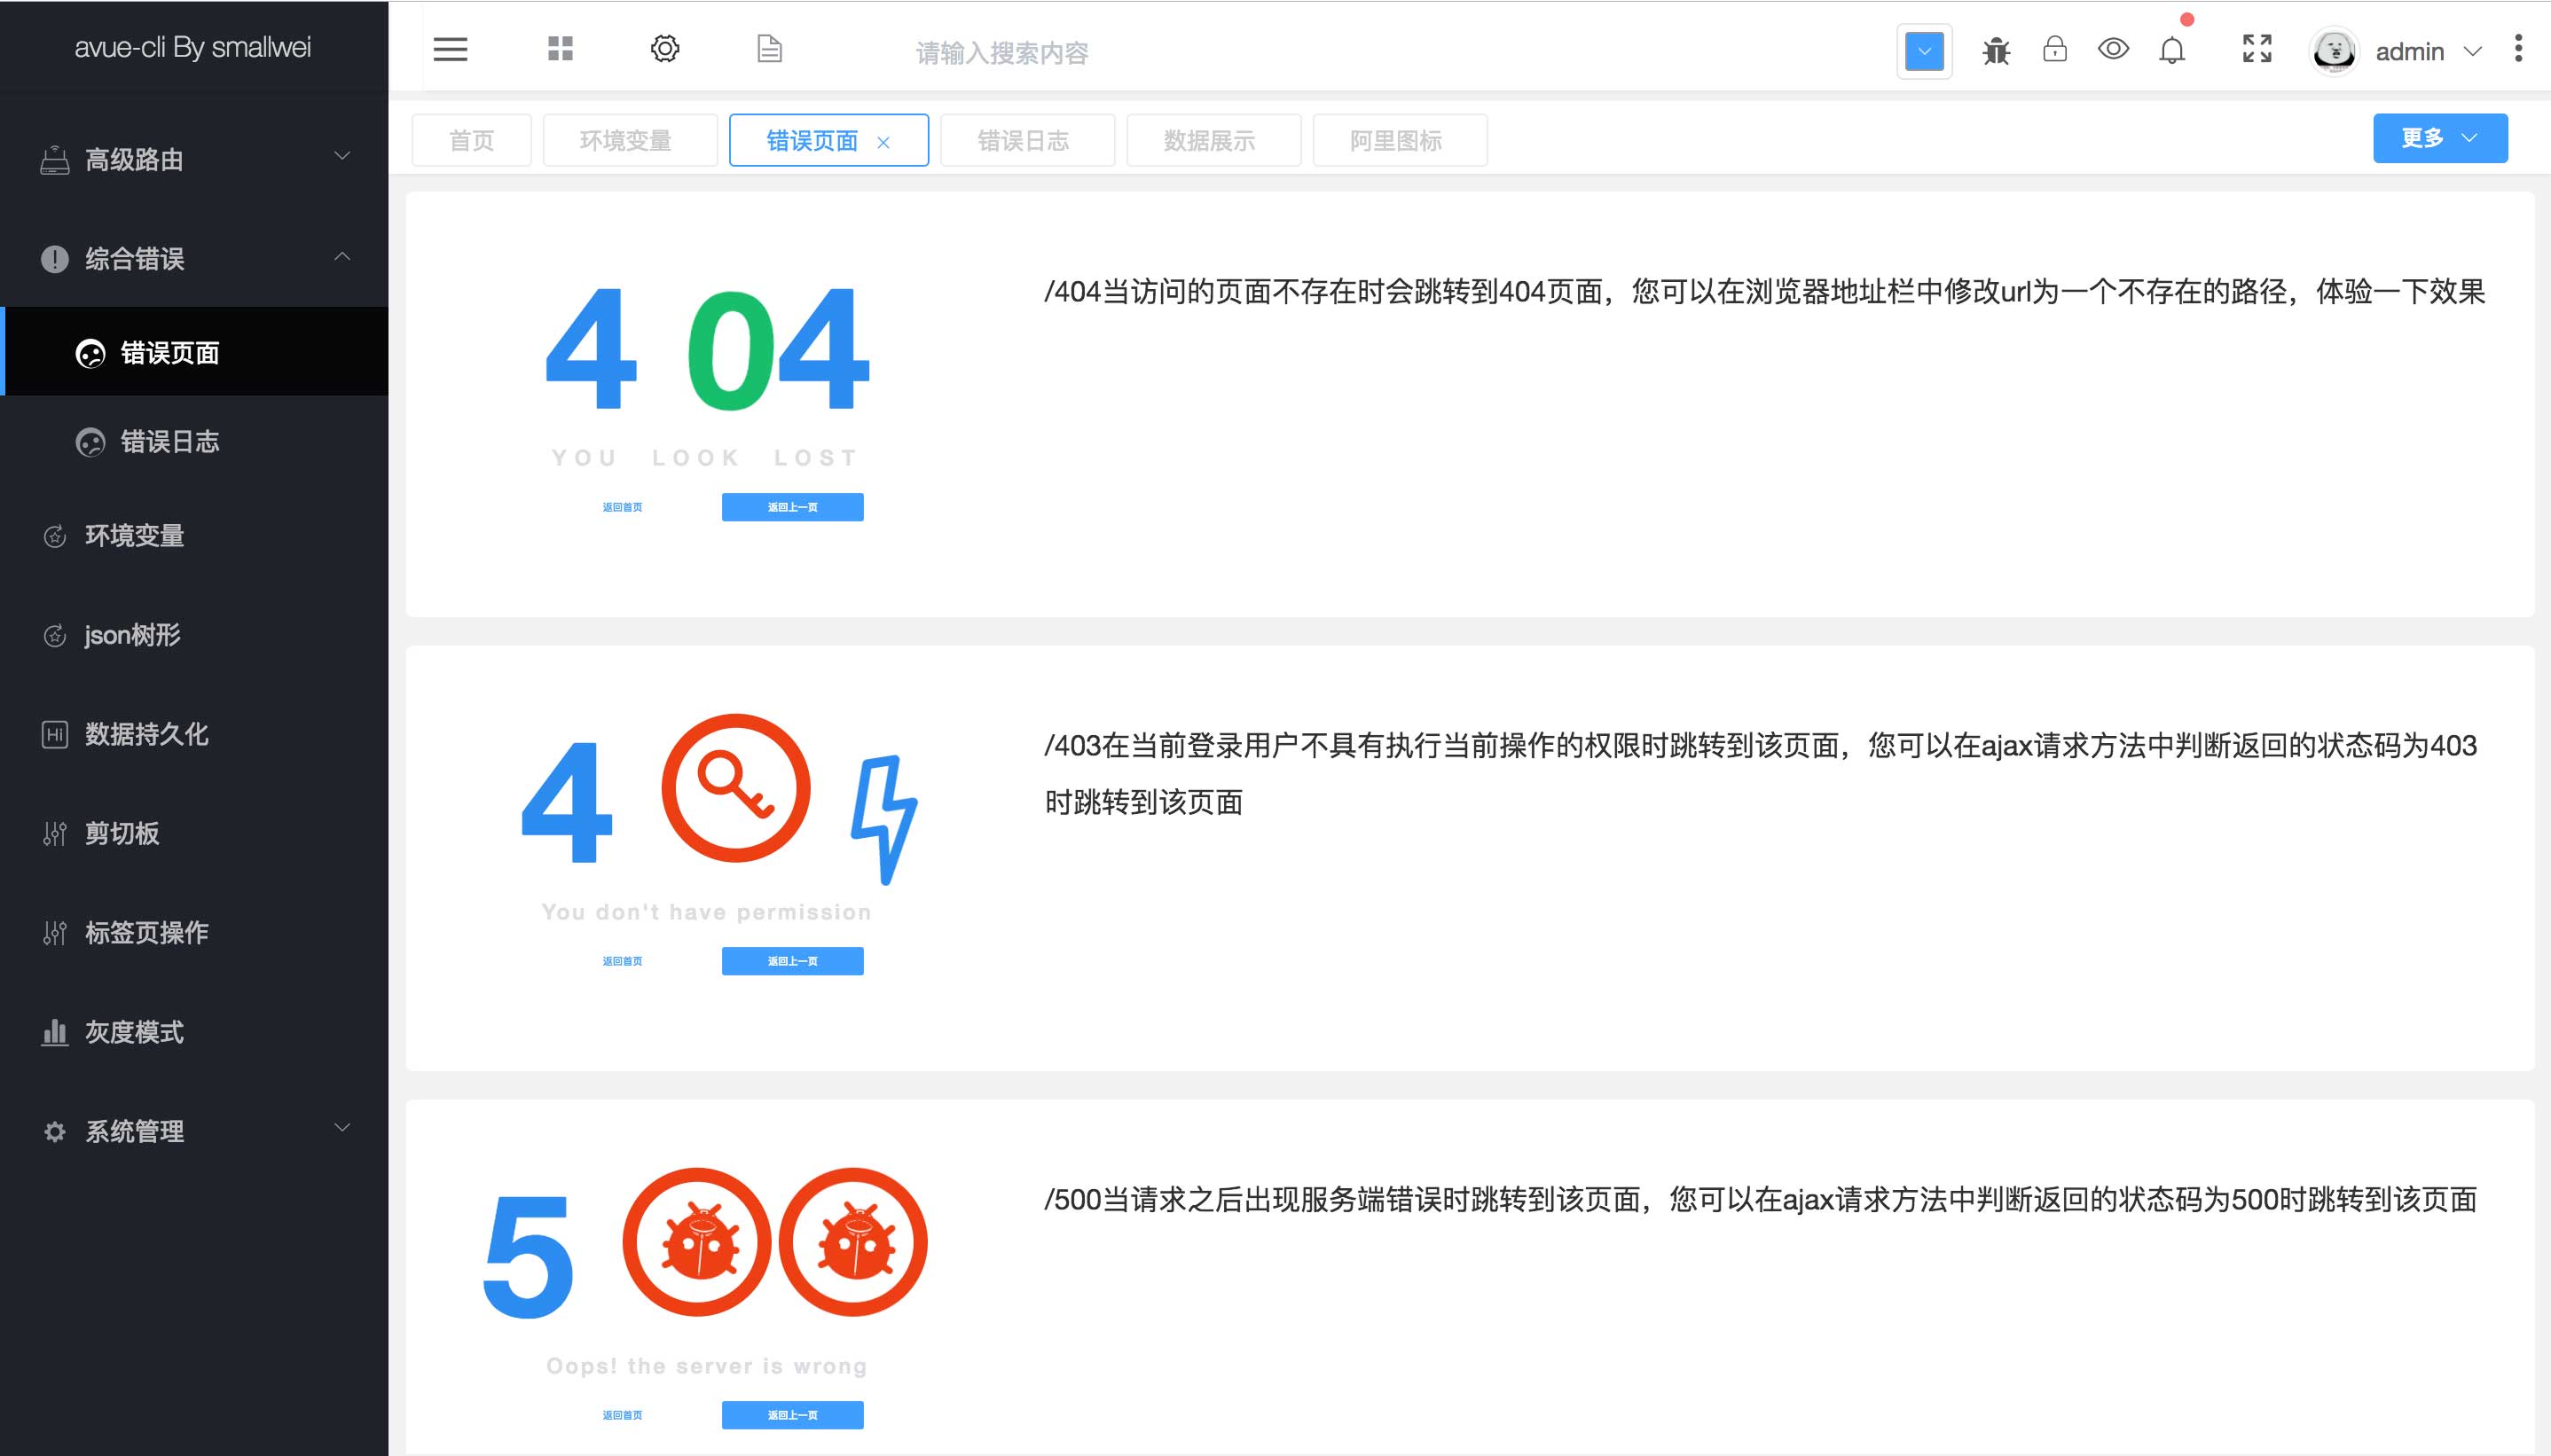 avue-cli By smallwei
请输入搜索内容
admin
首页
环境变量
错误页面
错误日志
数据展示
阿里图标
更多
高级路由
综合错误
错误页面
错误日志
环境变量
json树形
Hi
数据持久化
剪切板
标签页操作
灰度模式
系统管理
4 04
YOU LOOK LOST
返回首页
返回上一页
/404当访问的页面不存在时会跳转到404页面，您可以在浏览器地址栏中修改url为一个不存在的路径，体验一下效果
4
You don't have permission
返回首页
返回上一页
/403在当前登录用户不具有执行当前操作的权限时跳转到该页面，您可以在ajax请求方法中判断返回的状态码为403
时跳转到该页面
5
Oops! the server is wrong
返回首页
返回上一页
/500当请求之后出现服务端错误时跳转到该页面，您可以在ajax请求方法中判断返回的状态码为500时跳转到该页面